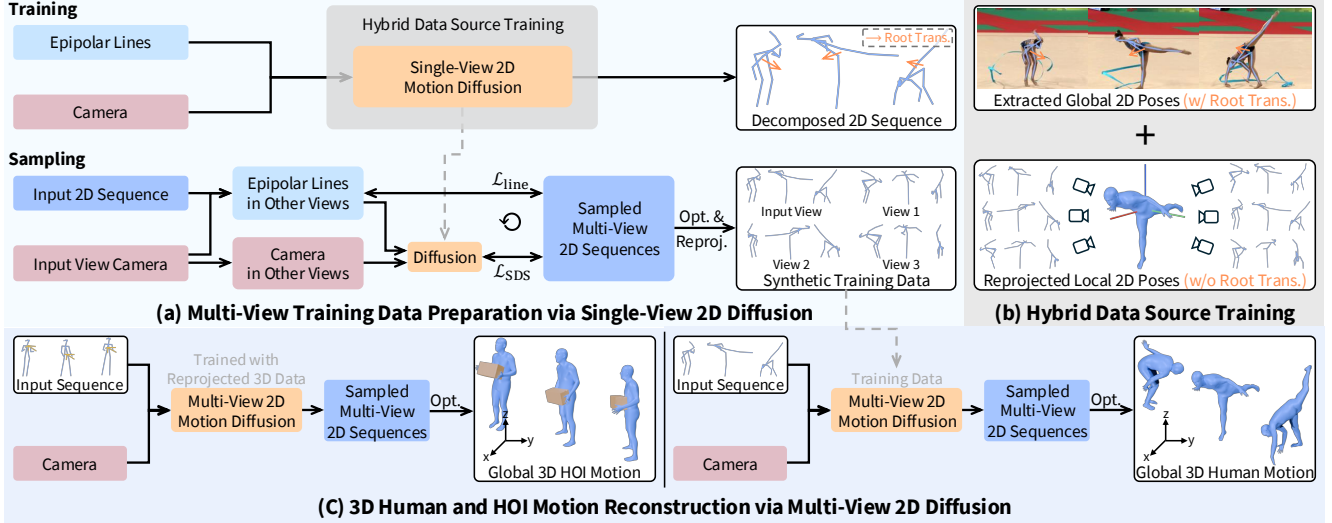 Training
Epipolar Lines
Camera
Hybrid Data Source Training
Single-View 2D
Motion Diffusion
→ Root Trans.
Decomposed 2D Sequence
Sampling
Input 2D Sequence
Input View Camera
Epipolar Lines
in Other Views
Camera
in Other Views
Diffusion
ℒline
ℒSDS
Sampled
Multi-View
2D Sequences
Opt. &
Reproj.
Input View
View 1
View 2
View 3
Synthetic Training Data
(a) Multi-View Training Data Preparation via Single-View 2D Diffusion
Extracted Global 2D Poses (w/ Root Trans.)
+
Reprojected Local 2D Poses (w/o Root Trans.)
(b) Hybrid Data Source Training
Input Sequence
Camera
Trained with
Reprojected 3D Data
Multi-View 2D
Motion Diffusion
Sampled
Multi-View
2D Sequences
Opt.
z
y
x
Global 3D HOI Motion
Input Sequence
Camera
Training Data
Multi-View 2D
Motion Diffusion
Sampled
Multi-View
2D Sequences
Opt.
z
y
x
Global 3D Human Motion
(C) 3D Human and HOI Motion Reconstruction via Multi-View 2D Diffusion